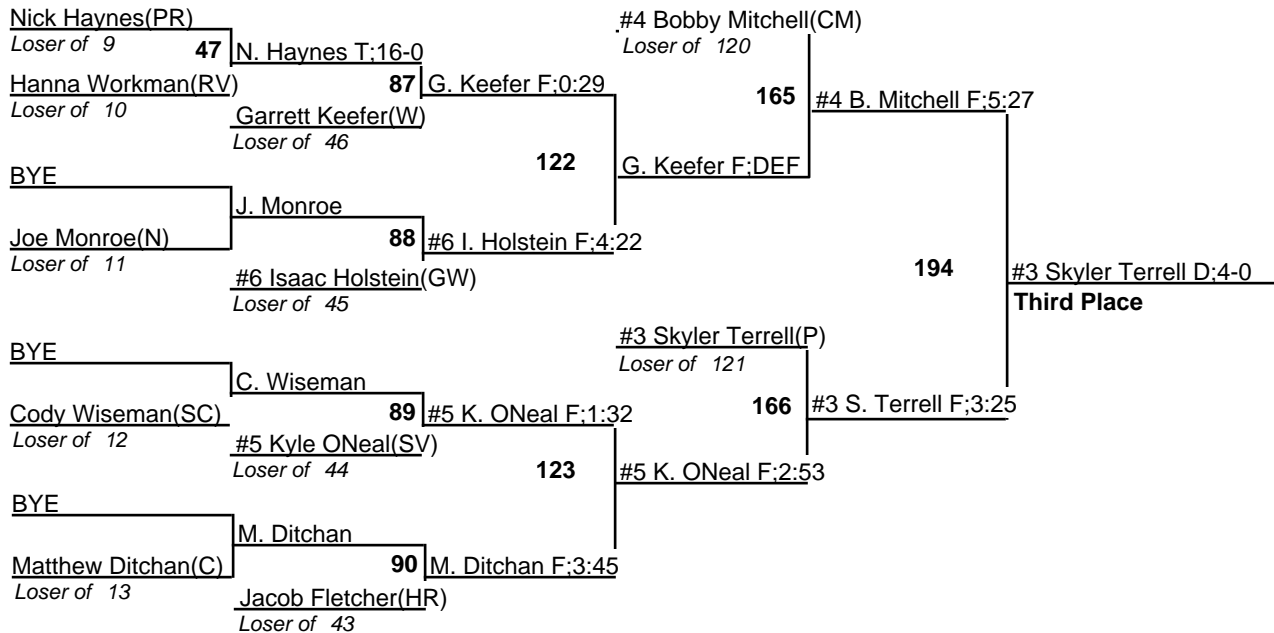 Nick Haynes(PR)
Loser of 9
47
N. Haynes T;16-0
Hanna Workman(RV)
Loser of 10
87
G. Keefer F;0:29
Garrett Keefer(W)
Loser of 46
122
BYE
J. Monroe
Joe Monroe(N)
Loser of 11
88
#6 I. Holstein F;4:22
#6 Isaac Holstein(GW)
Loser of 45
#4 Bobby Mitchell(CM)
Loser of 120
165
#4 B. Mitchell F;5:27
G. Keefer F;DEF
194
#3 Skyler Terrell D;4-0
Third Place
BYE
C. Wiseman
Cody Wiseman(SC)
Loser of 12
89
#5 K. ONeal F;1:32
#5 Kyle ONeal(SV)
Loser of 44
123
BYE
M. Ditchan
Matthew Ditchan(C)
Loser of 13
90
M. Ditchan F;3:45
Jacob Fletcher(HR)
Loser of 43
#3 Skyler Terrell(P)
Loser of 121
166
#3 S. Terrell F;3:25
#5 K. ONeal F;2:53